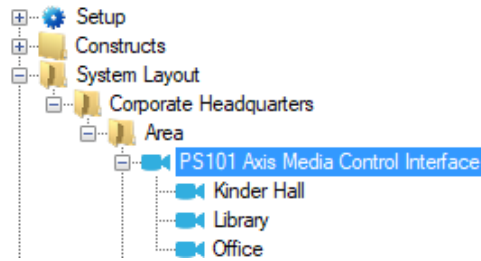 Setup
Constructs
System Layout
Corporate Headquarters
Area
PS101 Axis Media Control Interface
Kinder Hall
Library
Office